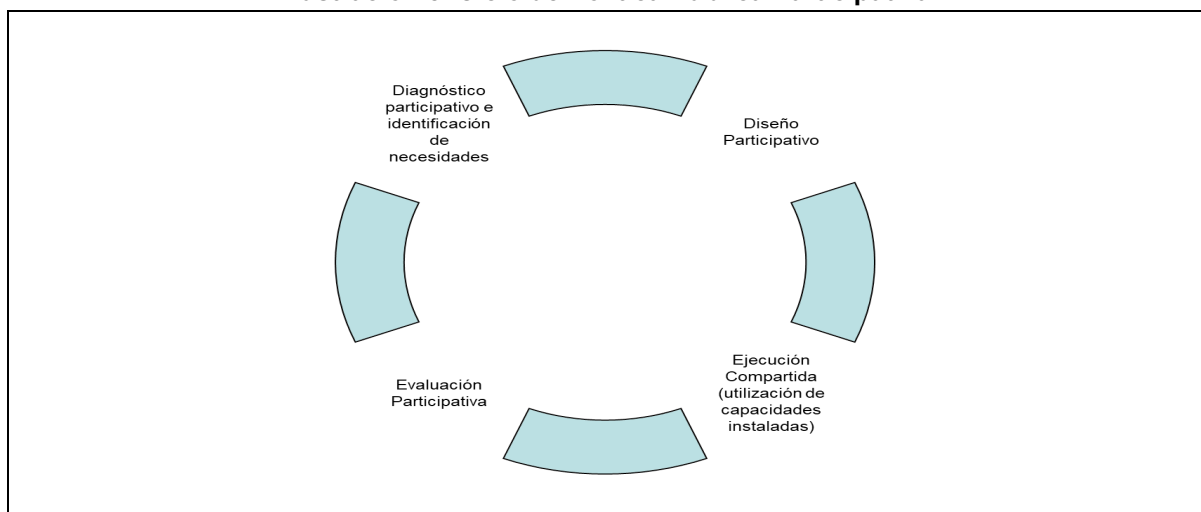 Diagnóstico
participativo e
identificación
de
necesidades
Diseño
Participativo
Ejecución
Compartida
(utilización de
capacidades
instaladas)
Evaluación
Participativa